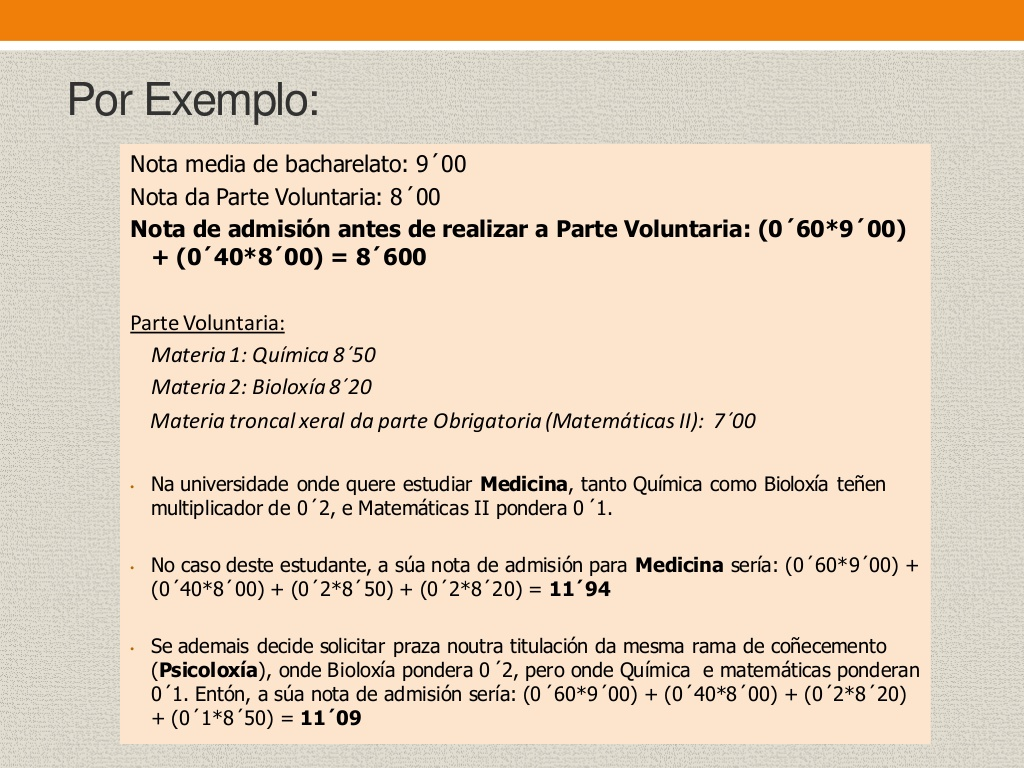 Por Exemplo:
Nota media de bacharelato: 9´00
Nota da Parte Voluntaria: 8´00
Nota de admisión antes de realizar a Parte Voluntaria: (0´60*9´00)
+ (0´40*8´00) = 8´600
Parte Voluntaria:
Materia 1: Química 8´50
Materia 2: Bioloxía 8´20
Materia troncal xeral da parte Obrigatoria (Matemáticas II): 7´00
• Na universidade onde quere estudiar Medicina, tanto Química como Bioloxía teñen
multiplicador de 0´2, e Matemáticas II pondera 0´1.
• No caso deste estudante, a súa nota de admisión para Medicina sería: (0´60*9´00) +
(0´40*8´00) + (0´2*8´50) + (0´2*8´20) = 11´94
• Se ademais decide solicitar praza noutra titulación da mesma rama de coñecemento
(Psicoloxía), onde Bioloxía pondera 0´2, pero onde Química e matemáticas ponderan
0´1. Entón, a súa nota de admisión sería: (0´60*9´00) + (0´40*8´00) + (0´2*8´20)
+ (0´1*8´50) = 11´09